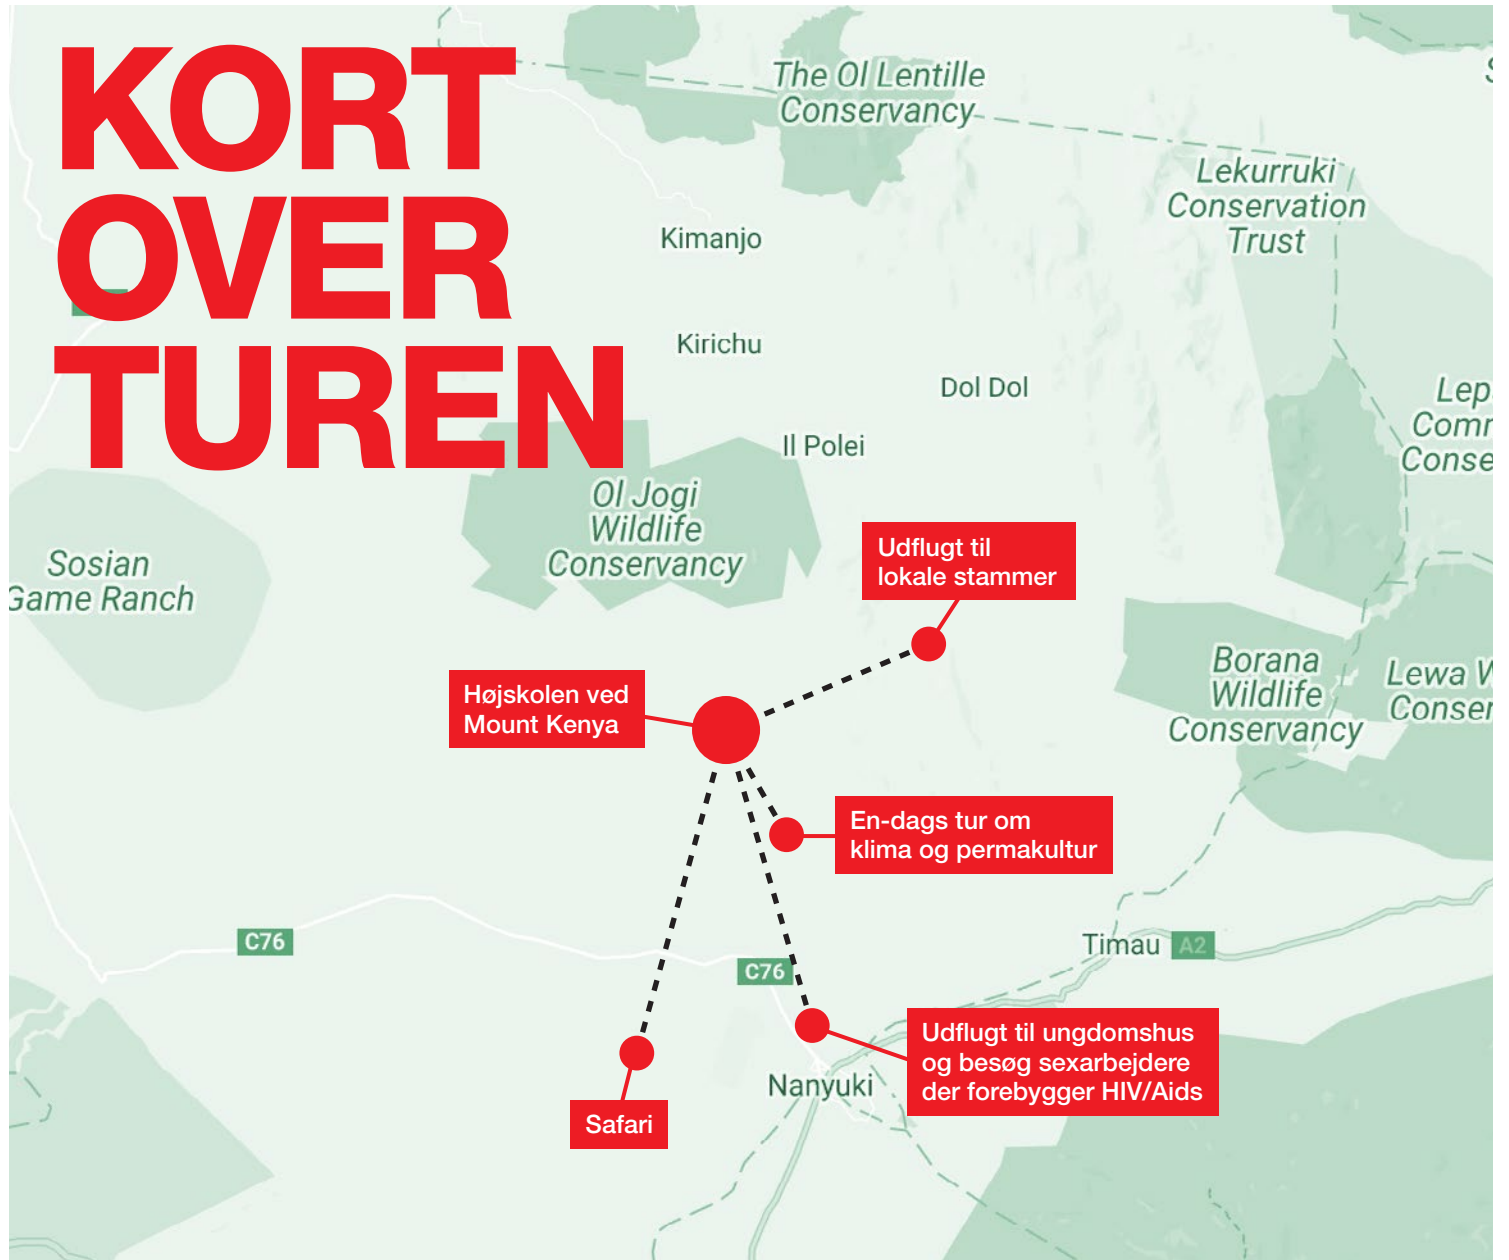 KORT
OVER
TUREN
The Ol Lentille
Conservancy
Lekurruki
Conservation
Trust
Kimanjo
Kirichu
Dol Dol
Il Polei
Ol Jogi
Wildlife
Conservancy
Sosian
Game Ranch
Udflugt til
lokale stammer
Borana
Wildlife
Conservancy
Lewa
Højskolen ved
Mount Kenya
En-dags tur om
klima og permakultur
C76
C76
Timau
A2
Udflugt til ungdomshus
og besøg sexarbejdere
der forebygger HIV/Aids
Nanyuki
Safari